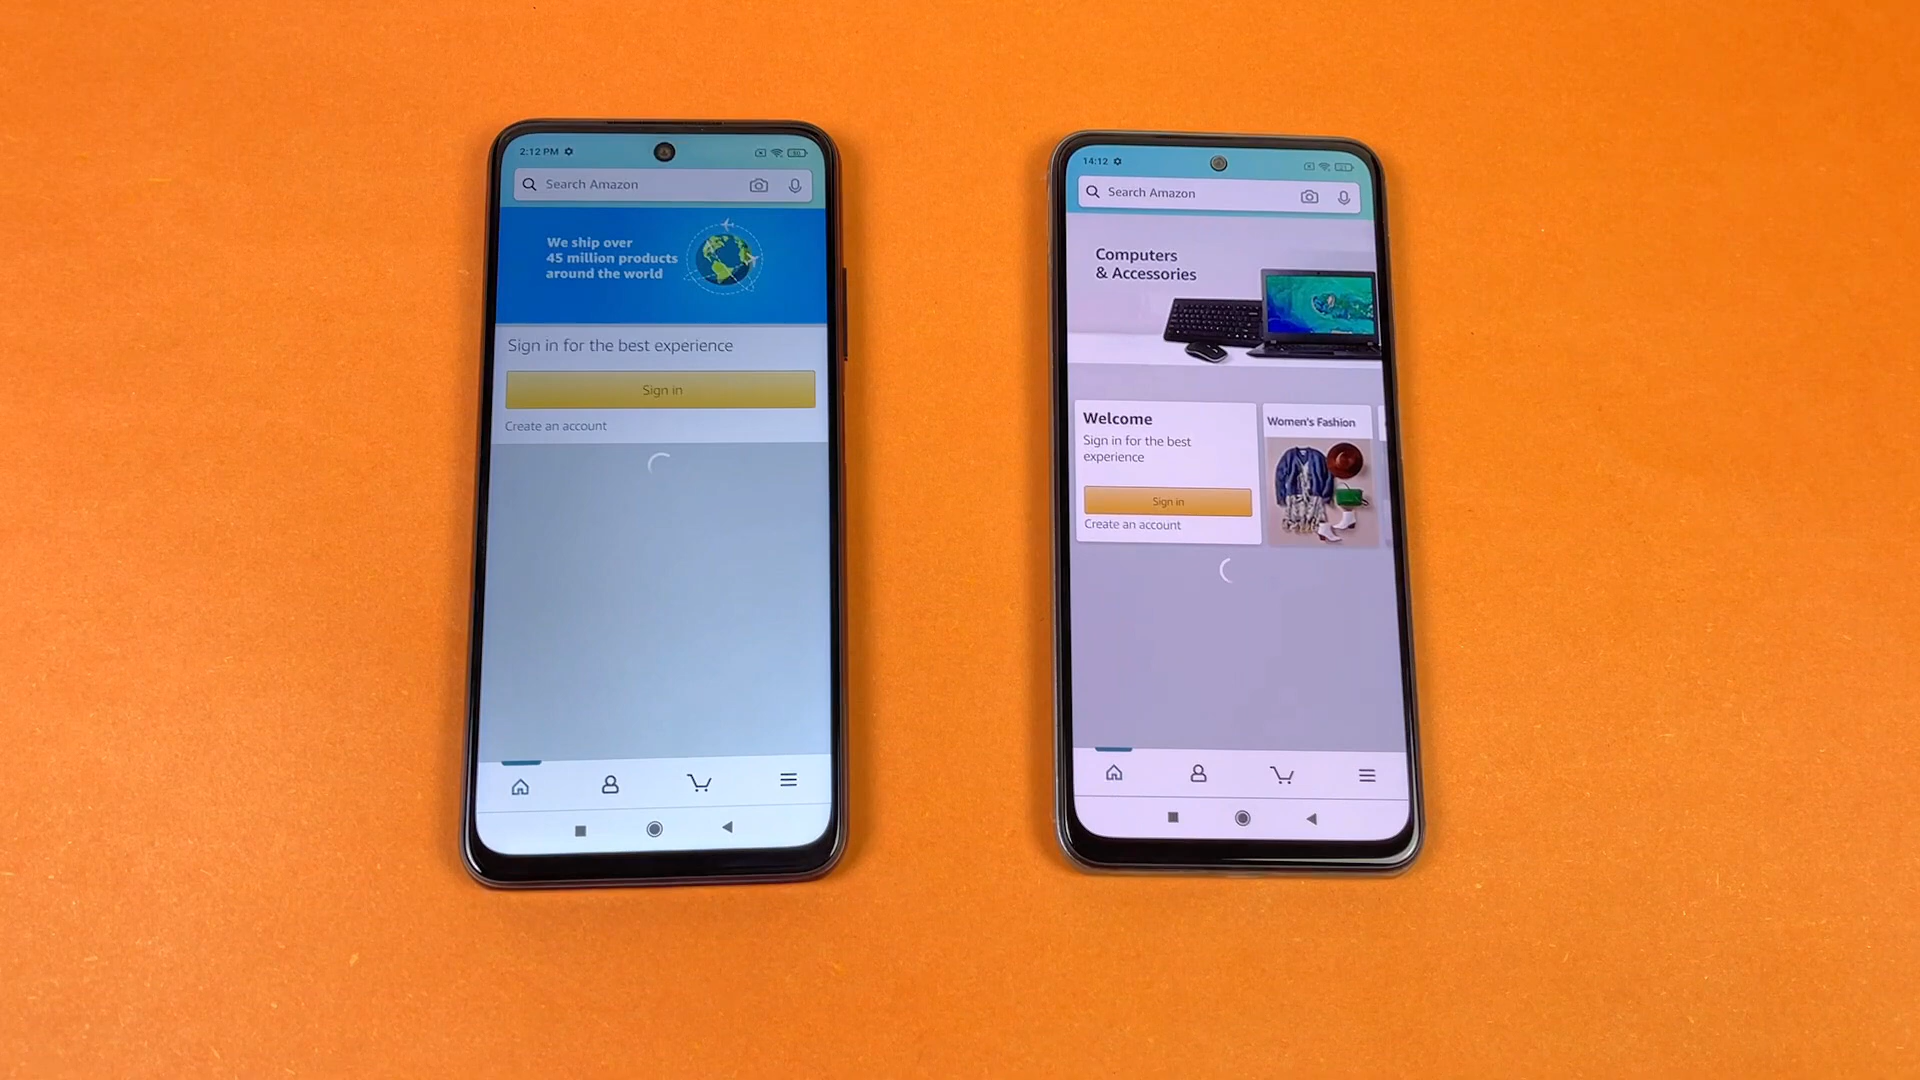 2:12 PM
Search Amazon
We ship over
45 million products
around the world
Sign in for the best experience
Sign in
Create an account
14:12
Search Amazon
Computers
& Accessories
Welcome
Sign in for the best
experience
Sign in
Create an account
Women's Fashion